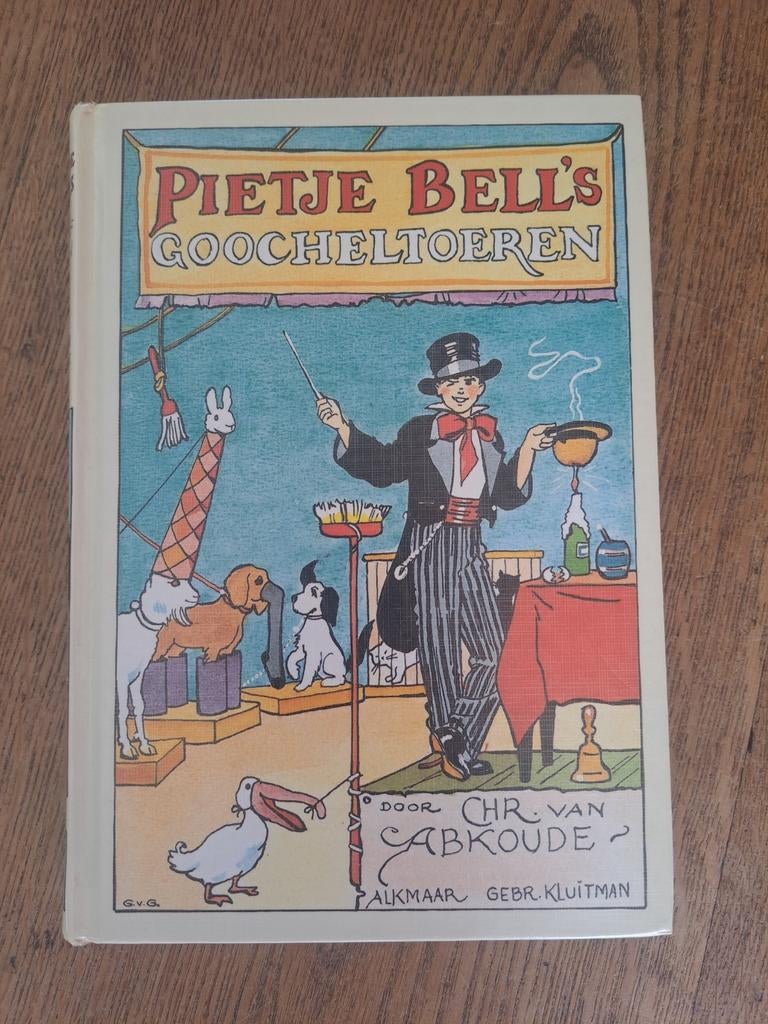 PIETJE BELL'S
GOOCHELTOEREN
DOOR CHR. VAN
ABKOUDE
ALKMAAR GEBR. KLUITMAN
G.v.G.